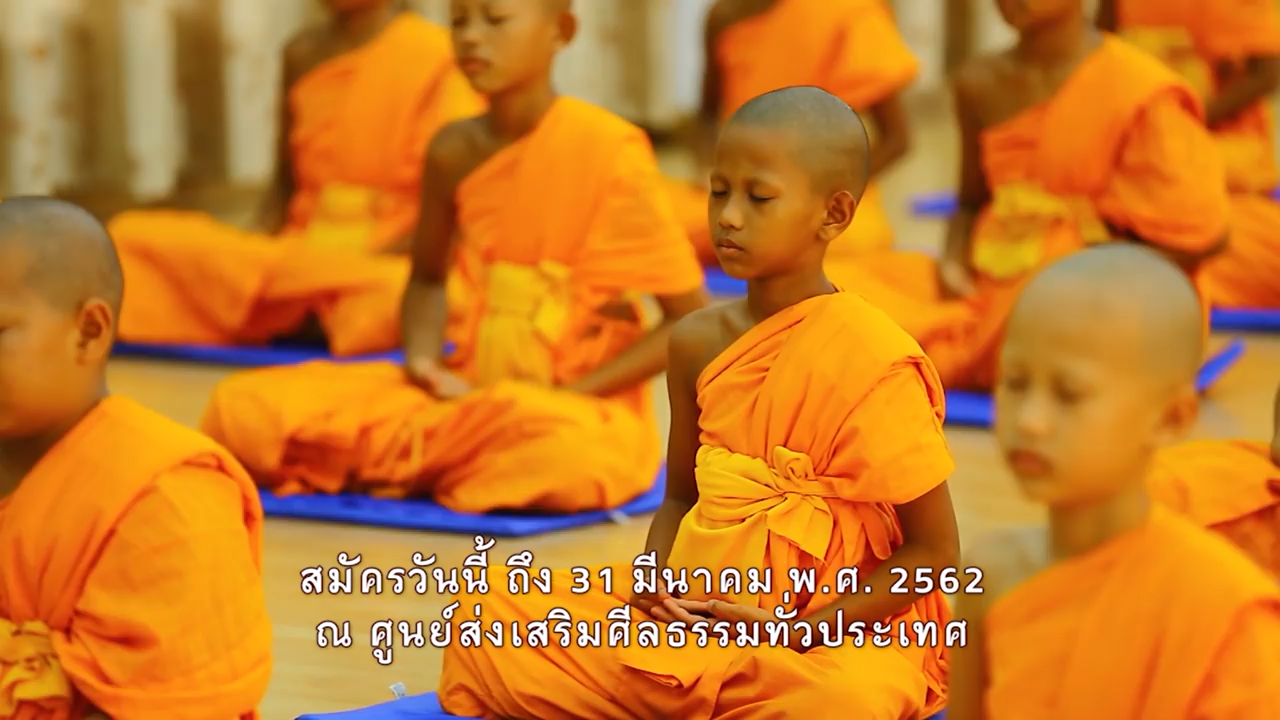 สมัครวันนี้ ถึง 31 มีนาคม พ.ศ. 2562
ณ ศูนย์ส่งเสริมศีลธรรมทั่วประเทศ